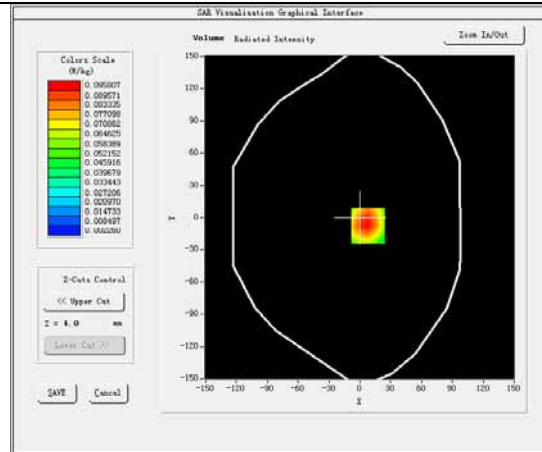 SAR Visualisation Graphical Interface
Volume Radiated Intensity
Zoom In/Out
Colors Scale
(W/kg)
0.095807
0.089571
0.083335
0.077098
0.070862
0.064625
0.058389
0.052152
0.045916
0.039679
0.033443
0.027206
0.020970
0.014733
0.008497
0.002260
150
120
90
60
30
0
-30
-60
-90
-120
-150
Y
-150 -120 -90 -60 -30 0 30 60 90 120 150
X
Z-Cuts Control
<< Upper Cut
Z = 4.0 mm
Lower Cut >>
SAVE
Cancel